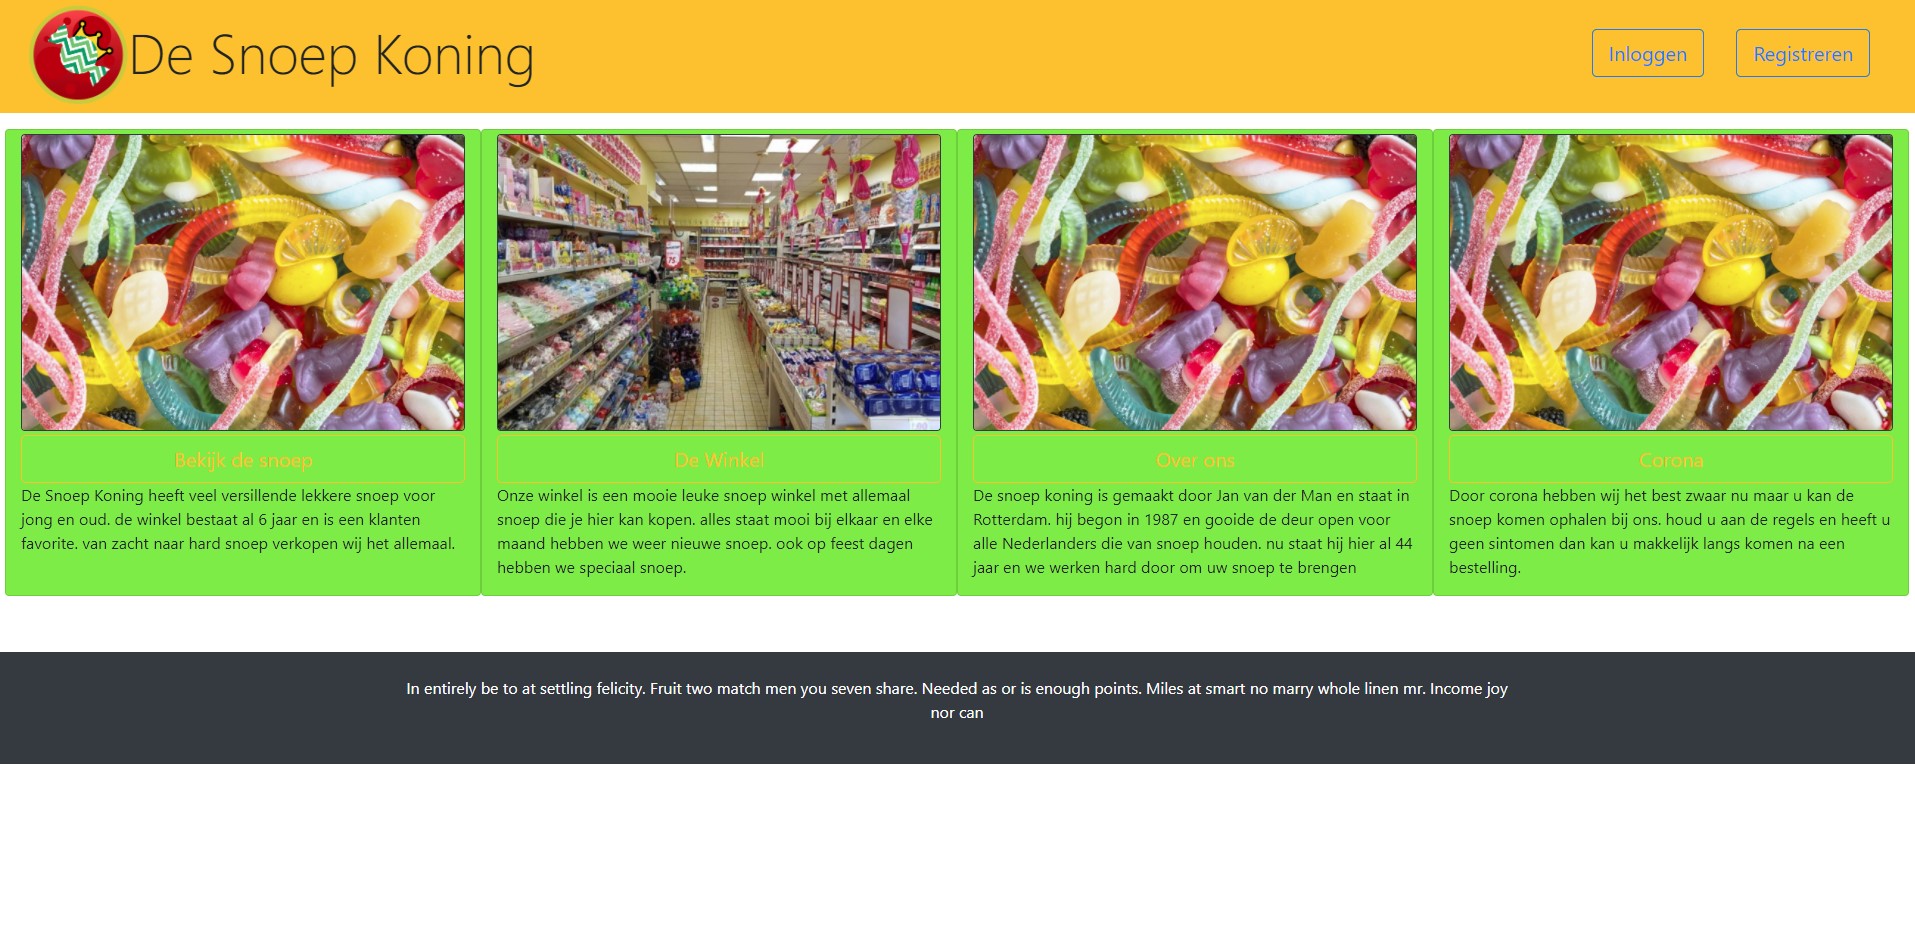 De Snoep Koning
Inloggen
Registreren
Bekijk de snoep
De Snoep Koning heeft veel versillende lekkere snoep voor
jong en oud. de winkel bestaat al 6 jaar en is een klanten
favorite. van zacht naar hard snoep verkopen wij het allemaal.
De Winkel
Onze winkel is een mooie leuke snoep winkel met allemaal
snoep die je hier kan kopen. alles staat mooi bij elkaar en elke
maand hebben we weer nieuwe snoep. ook op feest dagen
hebben we speciaal snoep.
Over ons
De snoep koning is gemaakt door Jan van der Man en staat in
Rotterdam. hij begon in 1987 en gooide de deur open voor
alle Nederlanders die van snoep houden. nu staat hij hier al 44
jaar en we werken hard door om uw snoep te brengen
Corona
Door corona hebben wij het best zwaar nu maar u kan de
snoep komen ophalen bij ons. houd u aan de regels en heeft u
geen sintomen dan kan u makkelijk langs komen na een
bestelling.
In entirely be to at settling felicity. Fruit two match men you seven share. Needed as or is enough points. Miles at smart no marry whole linen mr. Income joy
nor can